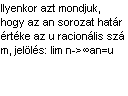 Ilyenkor azt mondjuk,
hogy az an sorozat határ
értéke az u racionális szá
m, jelölés: lim n->∞an=u